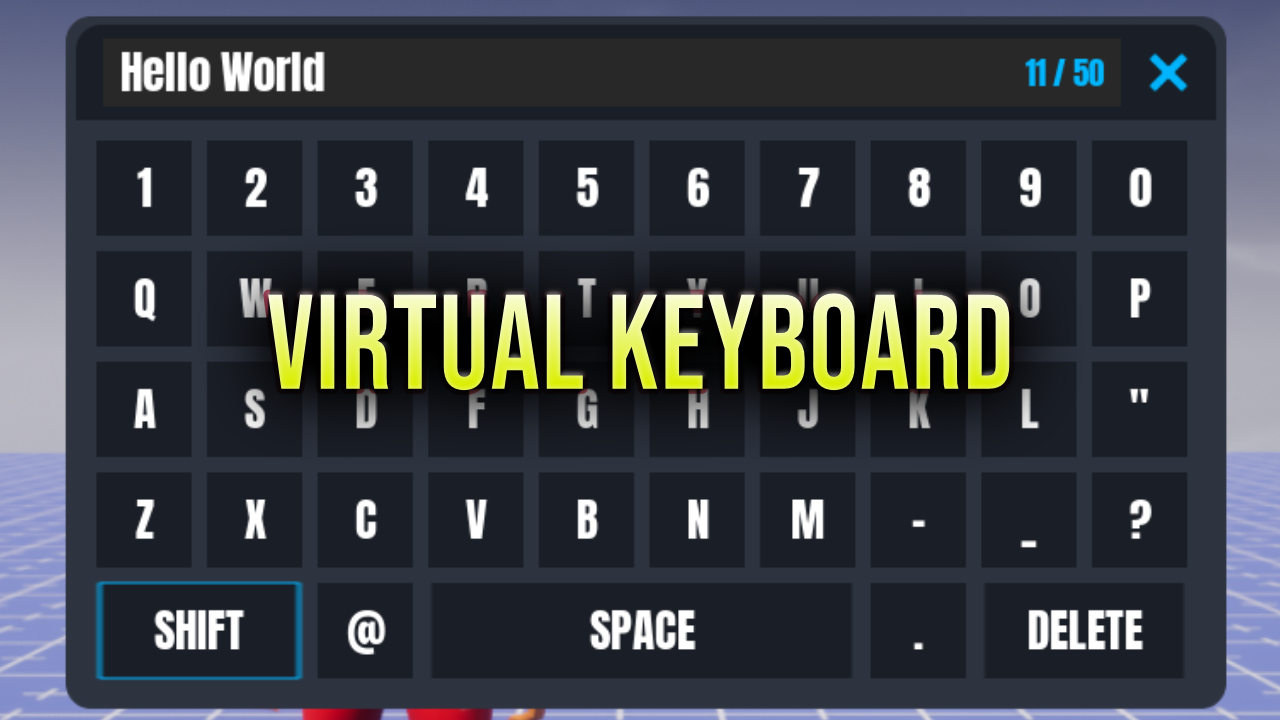 Hello World 11 / 50 ✕
1 2 3 4 5 6 7 8 9 0
Q W E R T Y U I O P
VIRTUAL KEYBOARD
A S D F G H J K L "
Z X C V B N M - _ ?
SHIFT @ SPACE . DELETE